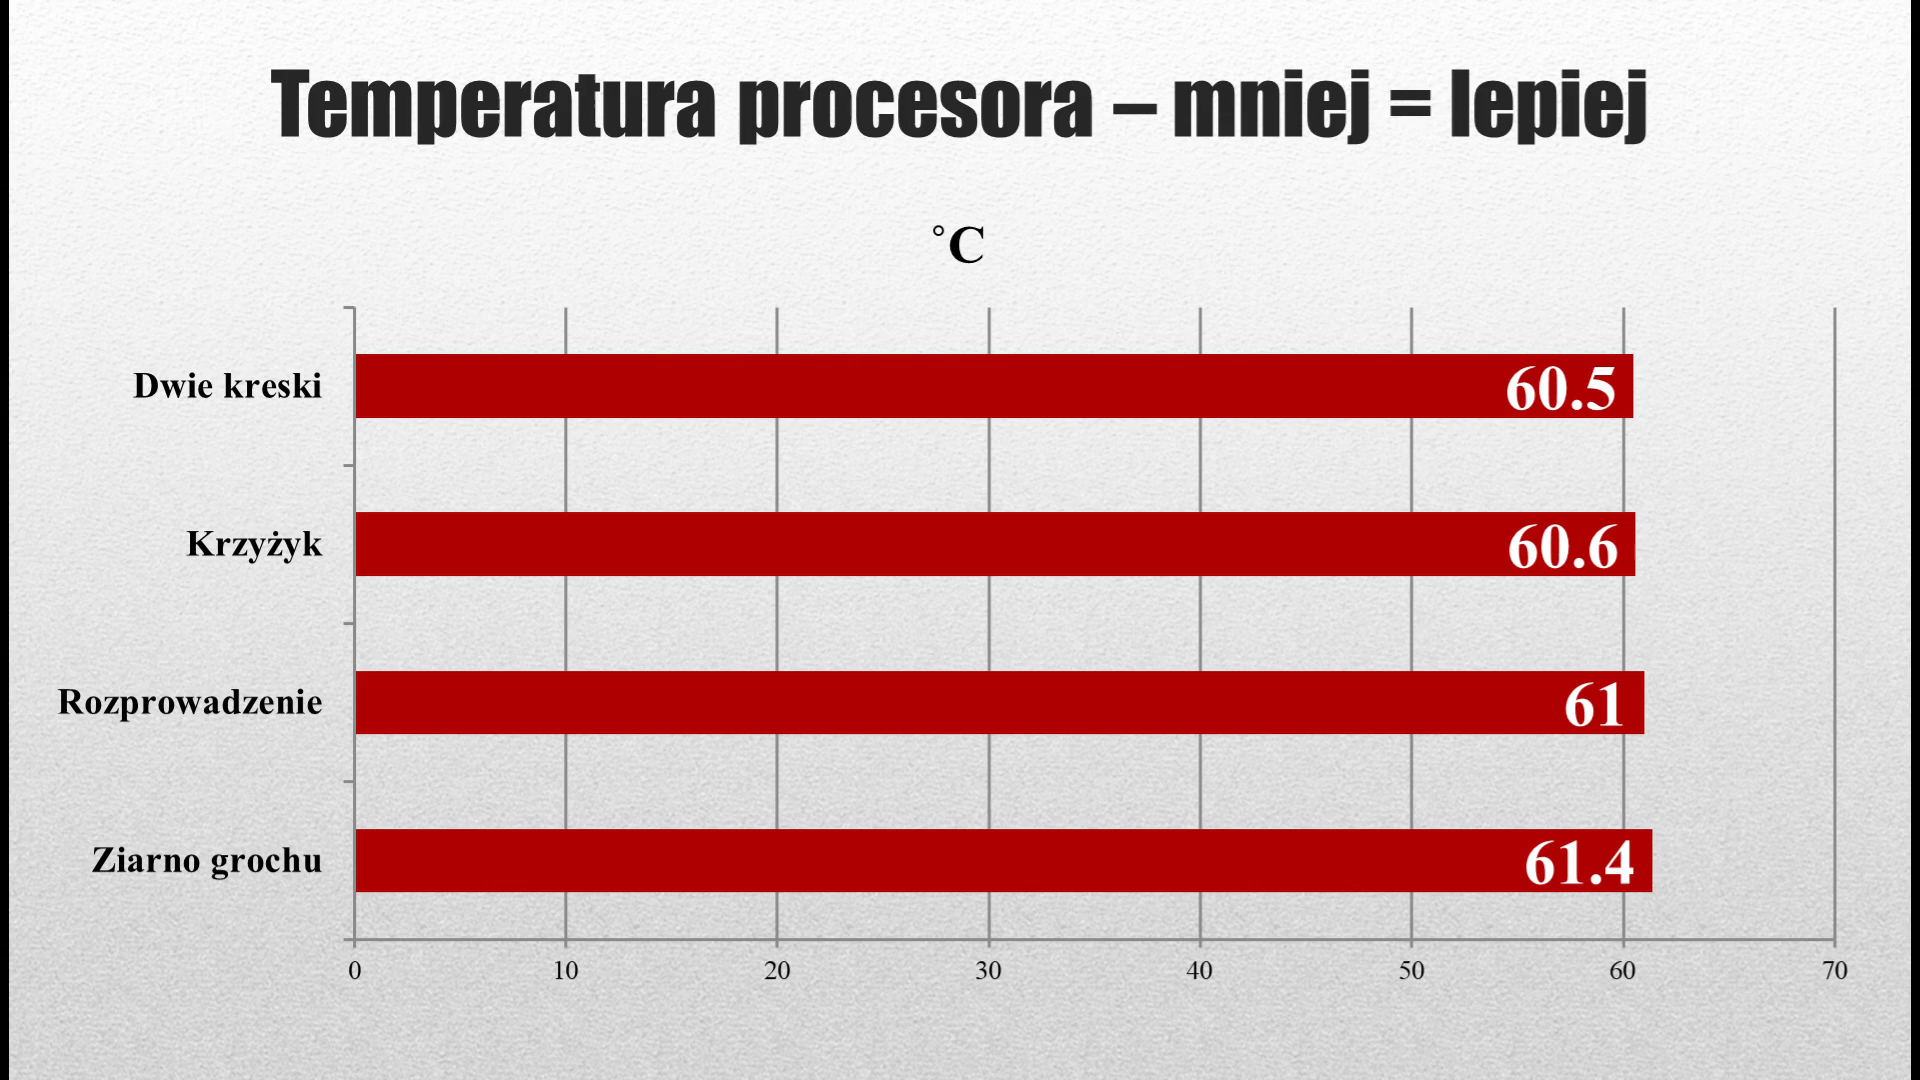 Temperatura procesora – mniej = lepiej
˚C
Dwie kreski 60.5
Krzyżyk 60.6
Rozprowadzenie 61
Ziarno grochu 61.4
0 10 20 30 40 50 60 70